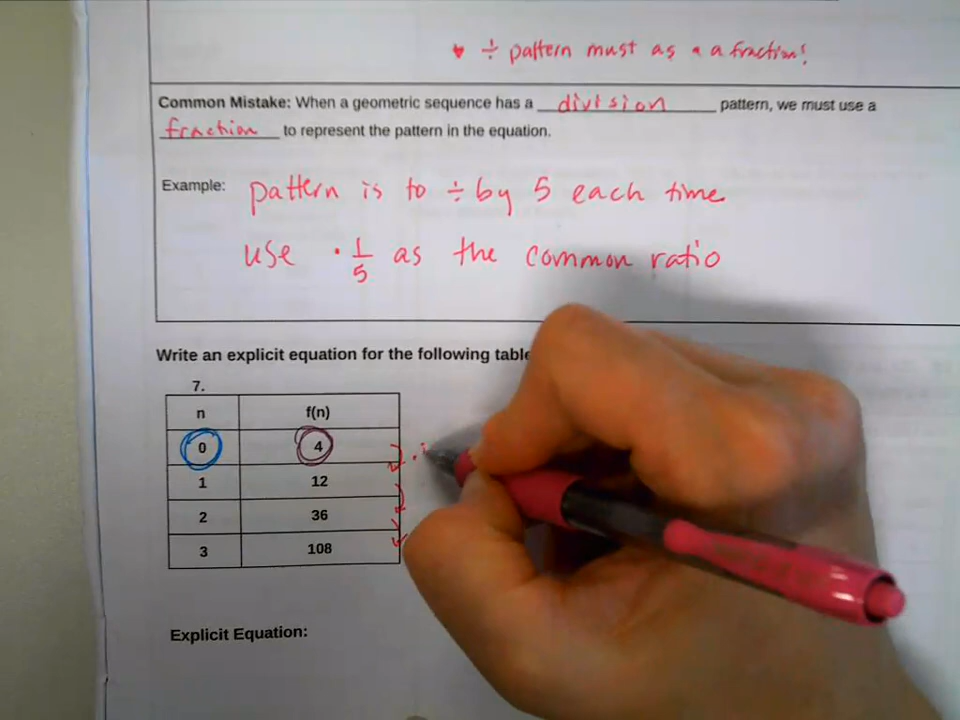 ♥ ÷ pattern must as a a fraction!
Common Mistake: When a geometric sequence has a division pattern, we must use a
fraction to represent the pattern in the equation.
Example: pattern is to ÷ by 5 each time
use · 1/5 as the common ratio
Write an explicit equation for the following table
7.
n f(n)
0 4
1 12
2 36
3 108
Explicit Equation: